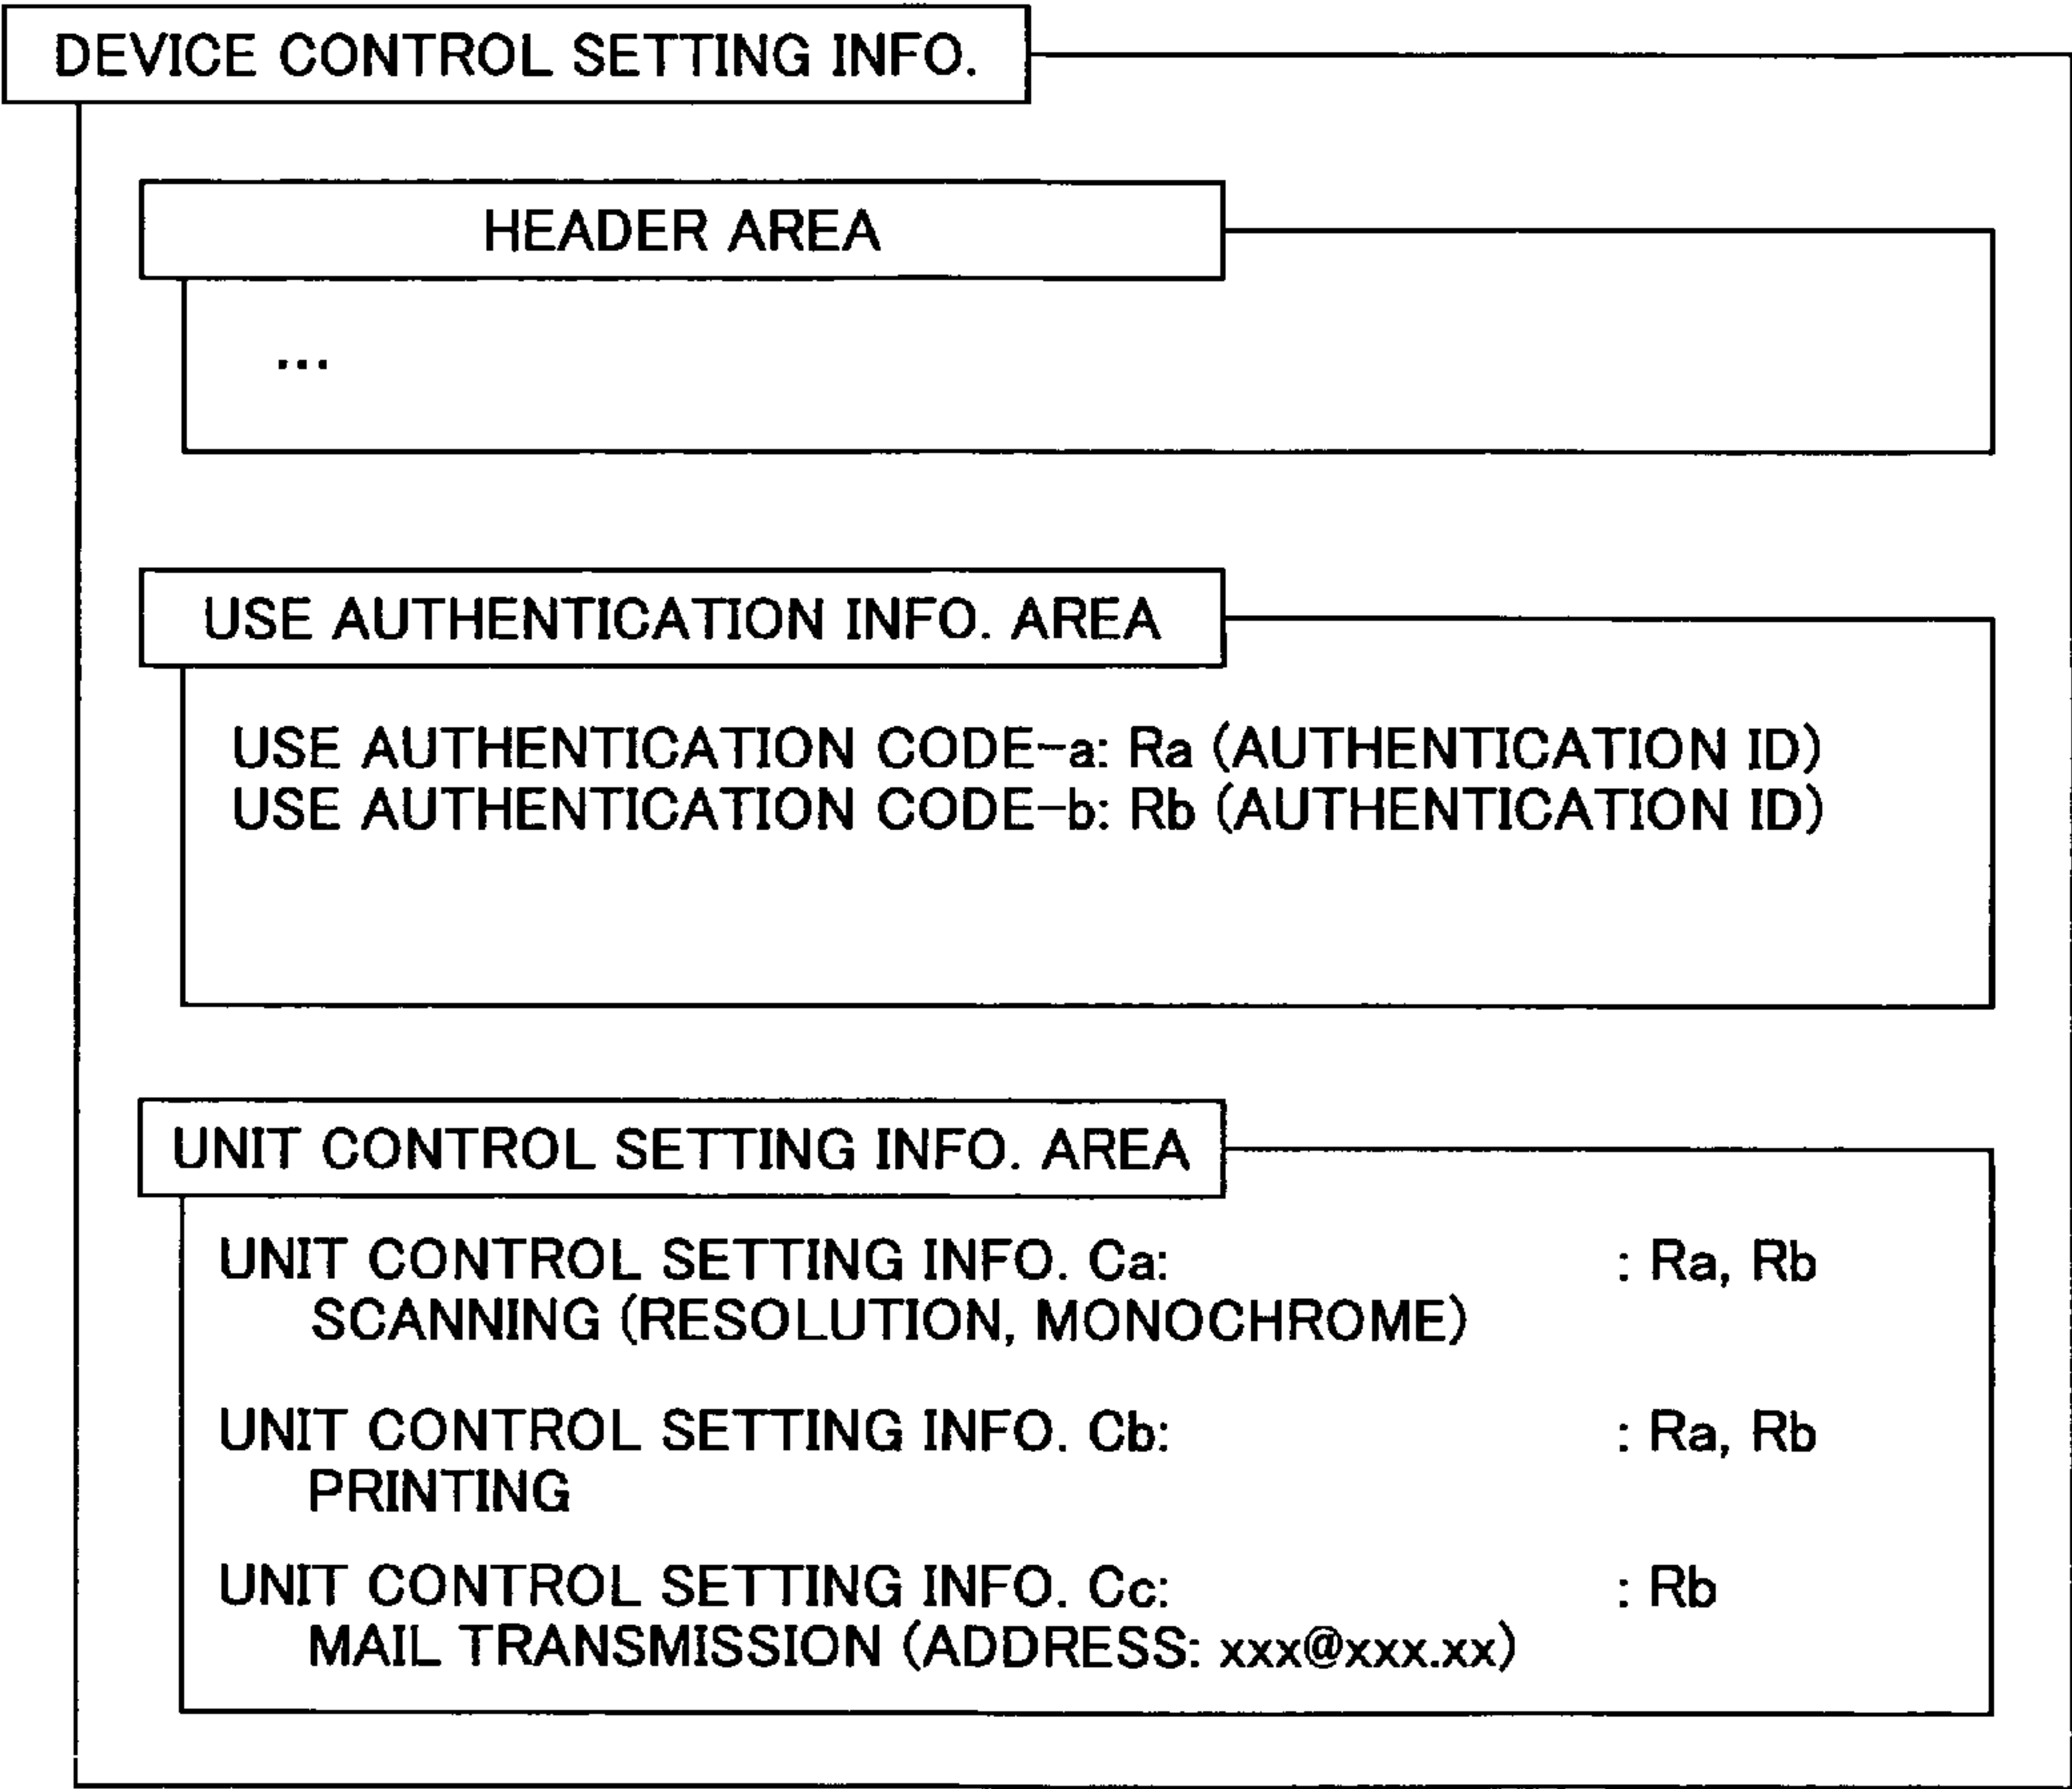 DEVICE CONTROL SETTING INFO.
HEADER AREA
...
USE AUTHENTICATION INFO. AREA
USE AUTHENTICATION CODE-a: Ra (AUTHENTICATION ID)
USE AUTHENTICATION CODE-b: Rb (AUTHENTICATION ID)
UNIT CONTROL SETTING INFO. AREA
UNIT CONTROL SETTING INFO. Ca: : Ra, Rb
SCANNING (RESOLUTION, MONOCHROME)
UNIT CONTROL SETTING INFO. Cb: : Ra, Rb
PRINTING
UNIT CONTROL SETTING INFO. Cc: : Rb
MAIL TRANSMISSION (ADDRESS: xxx@xxx.xx)